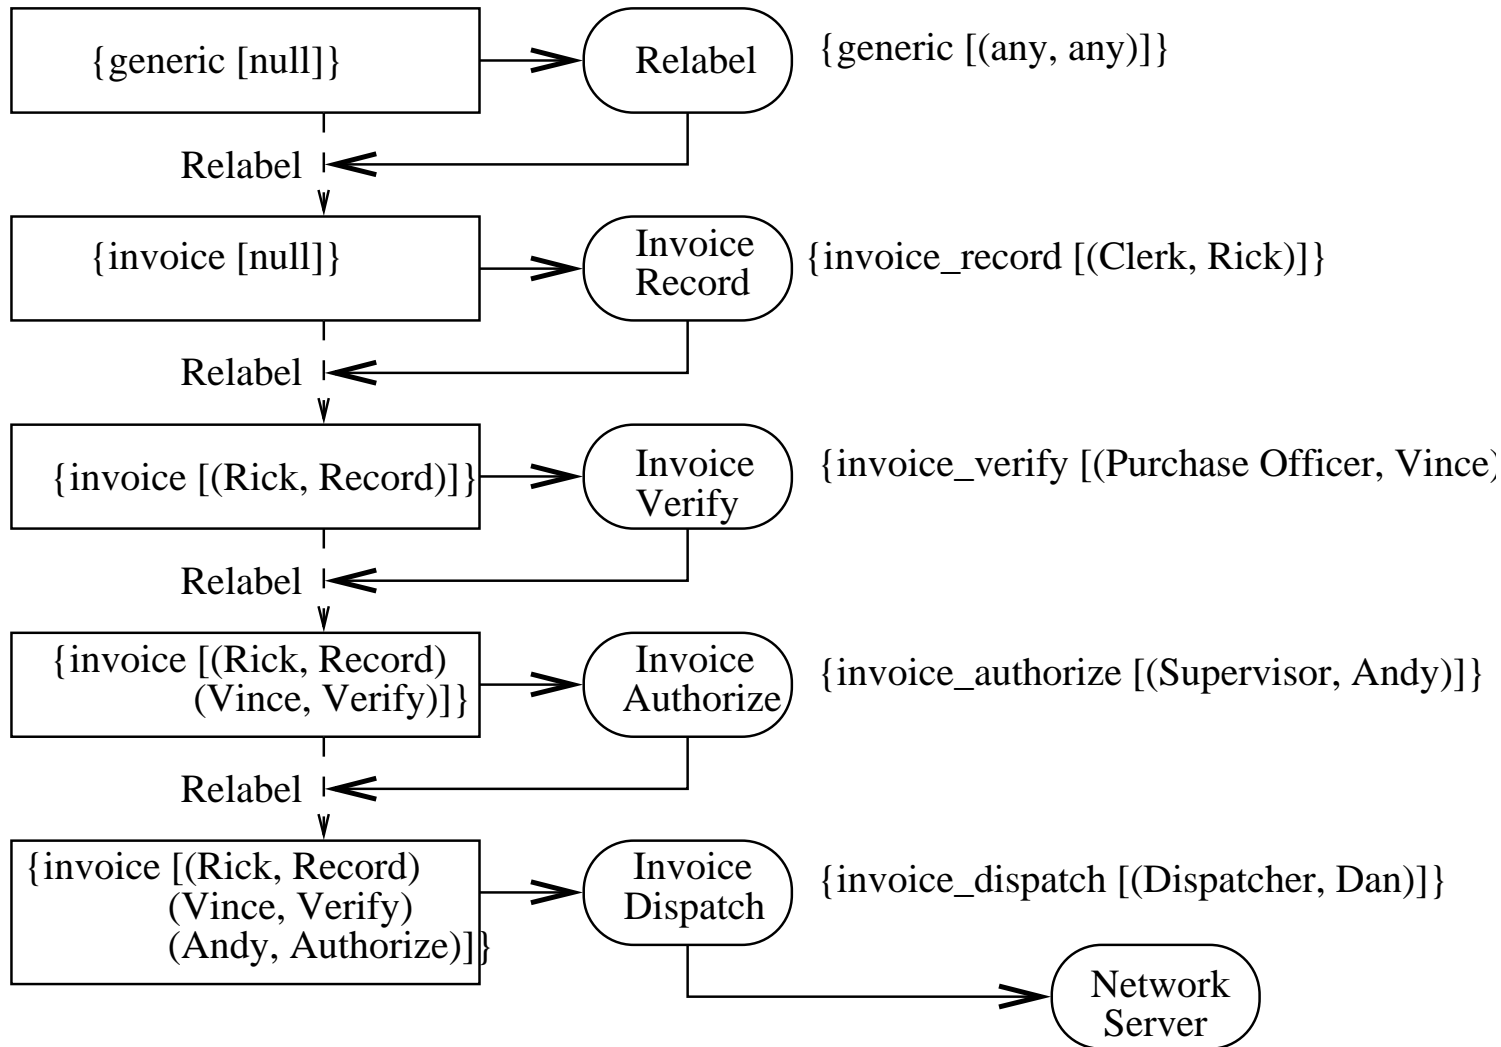 {generic [null]}
Relabel
{generic [(any, any)]}
Relabel
{invoice [null]}
Invoice
Record
{invoice_record [(Clerk, Rick)]}
Relabel
{invoice [(Rick, Record)]}
Invoice
Verify
{invoice_verify [(Purchase Officer, Vince)
Relabel
{invoice [(Rick, Record)
(Vince, Verify)]}
Invoice
Authorize
{invoice_authorize [(Supervisor, Andy)]}
Relabel
{invoice [(Rick, Record)
(Vince, Verify)
(Andy, Authorize)]}
Invoice
Dispatch
{invoice_dispatch [(Dispatcher, Dan)]}
Network
Server